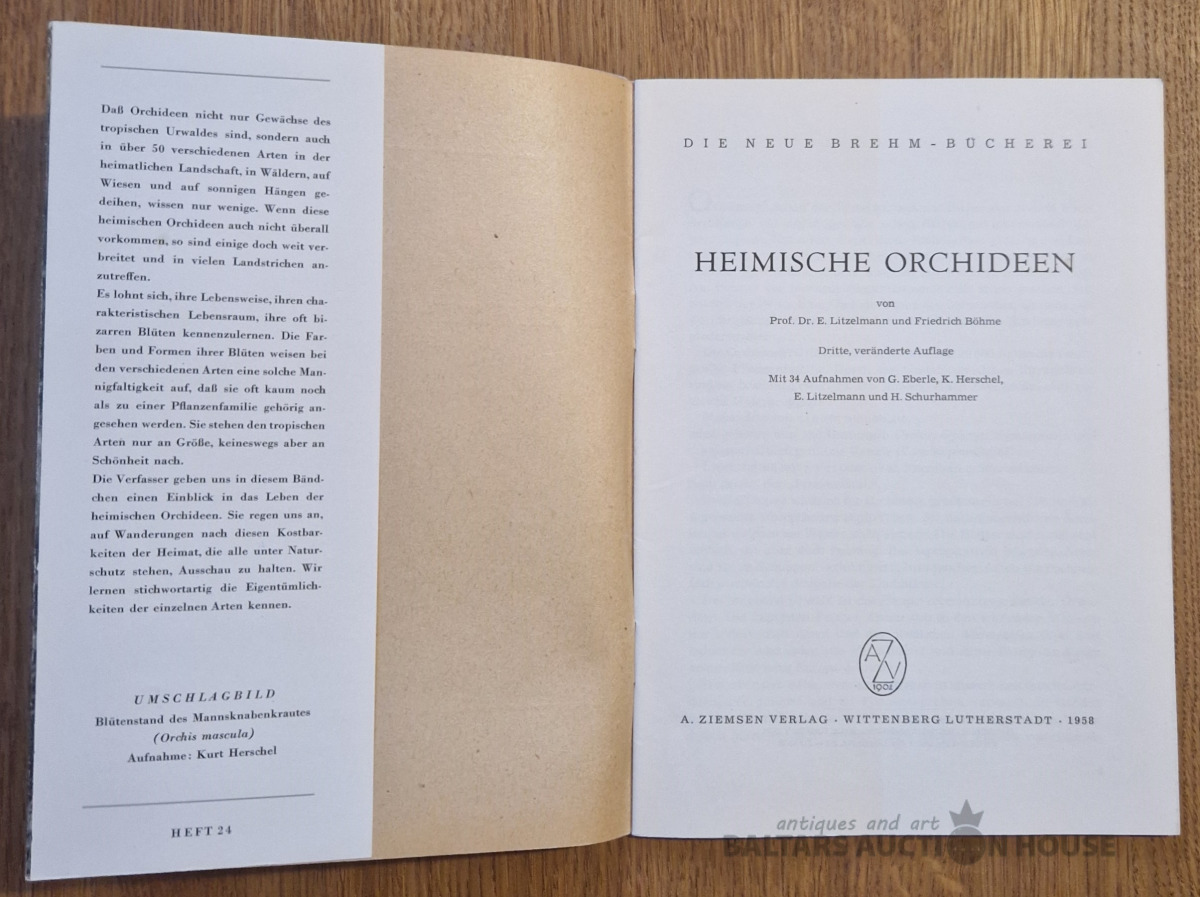 Daß Orchideen nicht nur Gewächse des
tropischen Urwaldes sind, sondern auch
in über 50 verschiedenen Arten in der
heimatlichen Landschaft, in Wäldern, auf
Wiesen und auf sonnigen Hängen ge-
deihen, wissen nur wenige. Wenn diese
heimischen Orchideen auch nicht überall
vorkommen, so sind einige doch weit ver-
breitet und in vielen Landstrichen an-
zutreffen.
Es lohnt sich, ihre Lebensweise, ihren cha-
rakteristischen Lebensraum, ihre oft bi-
zarren Blüten kennenzulernen. Die Far-
ben und Formen ihrer Blüten weisen bei
den verschiedenen Arten eine solche Man-
nigfaltigkeit auf, daß sie oft kaum noch
als zu einer Pflanzenfamilie gehörig an-
gesehen werden. Sie stehen den tropischen
Arten nur an Größe, keineswegs aber an
Schönheit nach.
Die Verfasser geben uns in diesem Bänd-
chen einen Einblick in das Leben der
heimischen Orchideen. Sie regen uns an,
auf Wanderungen nach diesen Kostbar-
keiten der Heimat, die alle unter Natur-
schutz stehen, Ausschau zu halten. Wir
lernen stichwortartig die Eigentümlich-
keiten der einzelnen Arten kennen.
UMSCHLAGBILD
Blütenstand des Mannsknabenkrautes
(Orchis mascula)
Aufnahme: Kurt Herschel
HEFT 24
DIE NEUE BREHM-BÜCHEREI
HEIMISCHE ORCHIDEEN
von
Prof. Dr. E. Litzelmann und Friedrich Böhme
Dritte, veränderte Auflage
Mit 34 Aufnahmen von G. Eberle, K. Herschel,
E. Litzelmann und H. Schurhammer
AZV
1902
A. ZIEMSEN VERLAG · WITTENBERG LUTHERSTADT · 1958
antiques and art
BALTARS AUCTION HOUSE